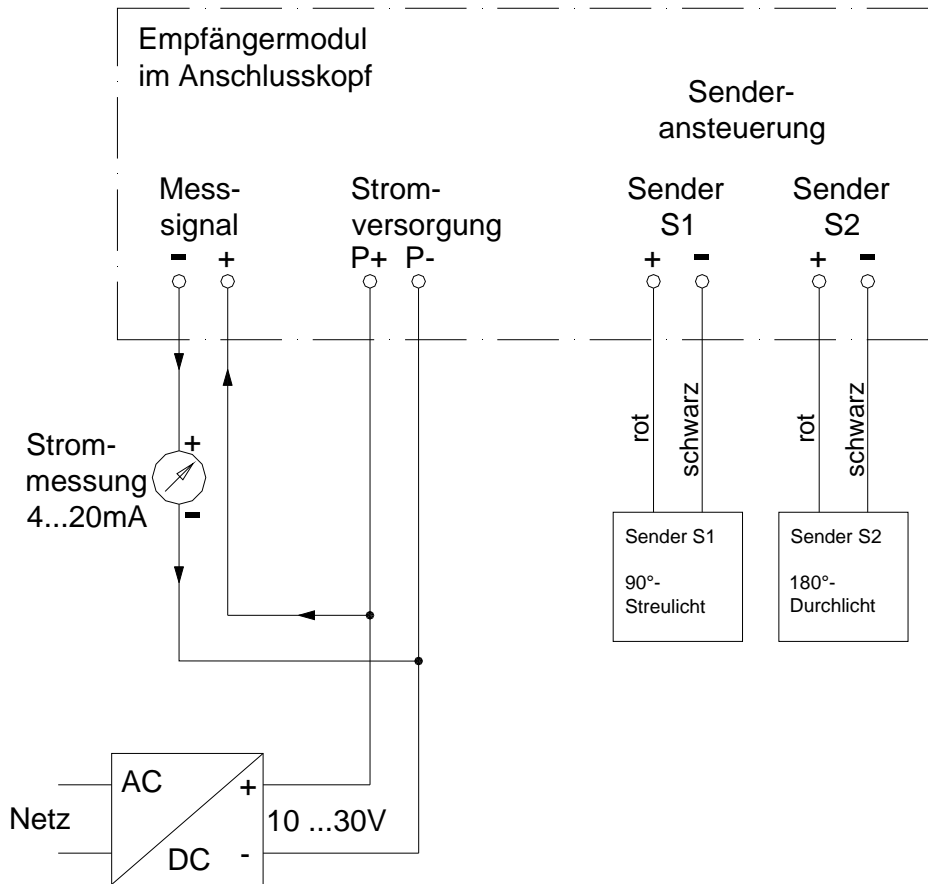 Empfängermodul
im Anschlusskopf
Sender-
ansteuerung
Mess-
signal
- +
Strom-
versorgung
P+ P-
Sender
S1
+ -
Sender
S2
+ -
rot
schwarz
rot
schwarz
Strom-
messung
4...20mA
+
-
Sender S1
90°-
Streulicht
Sender S2
180°-
Durchlicht
Netz
AC
DC
+
-
10 ...30V